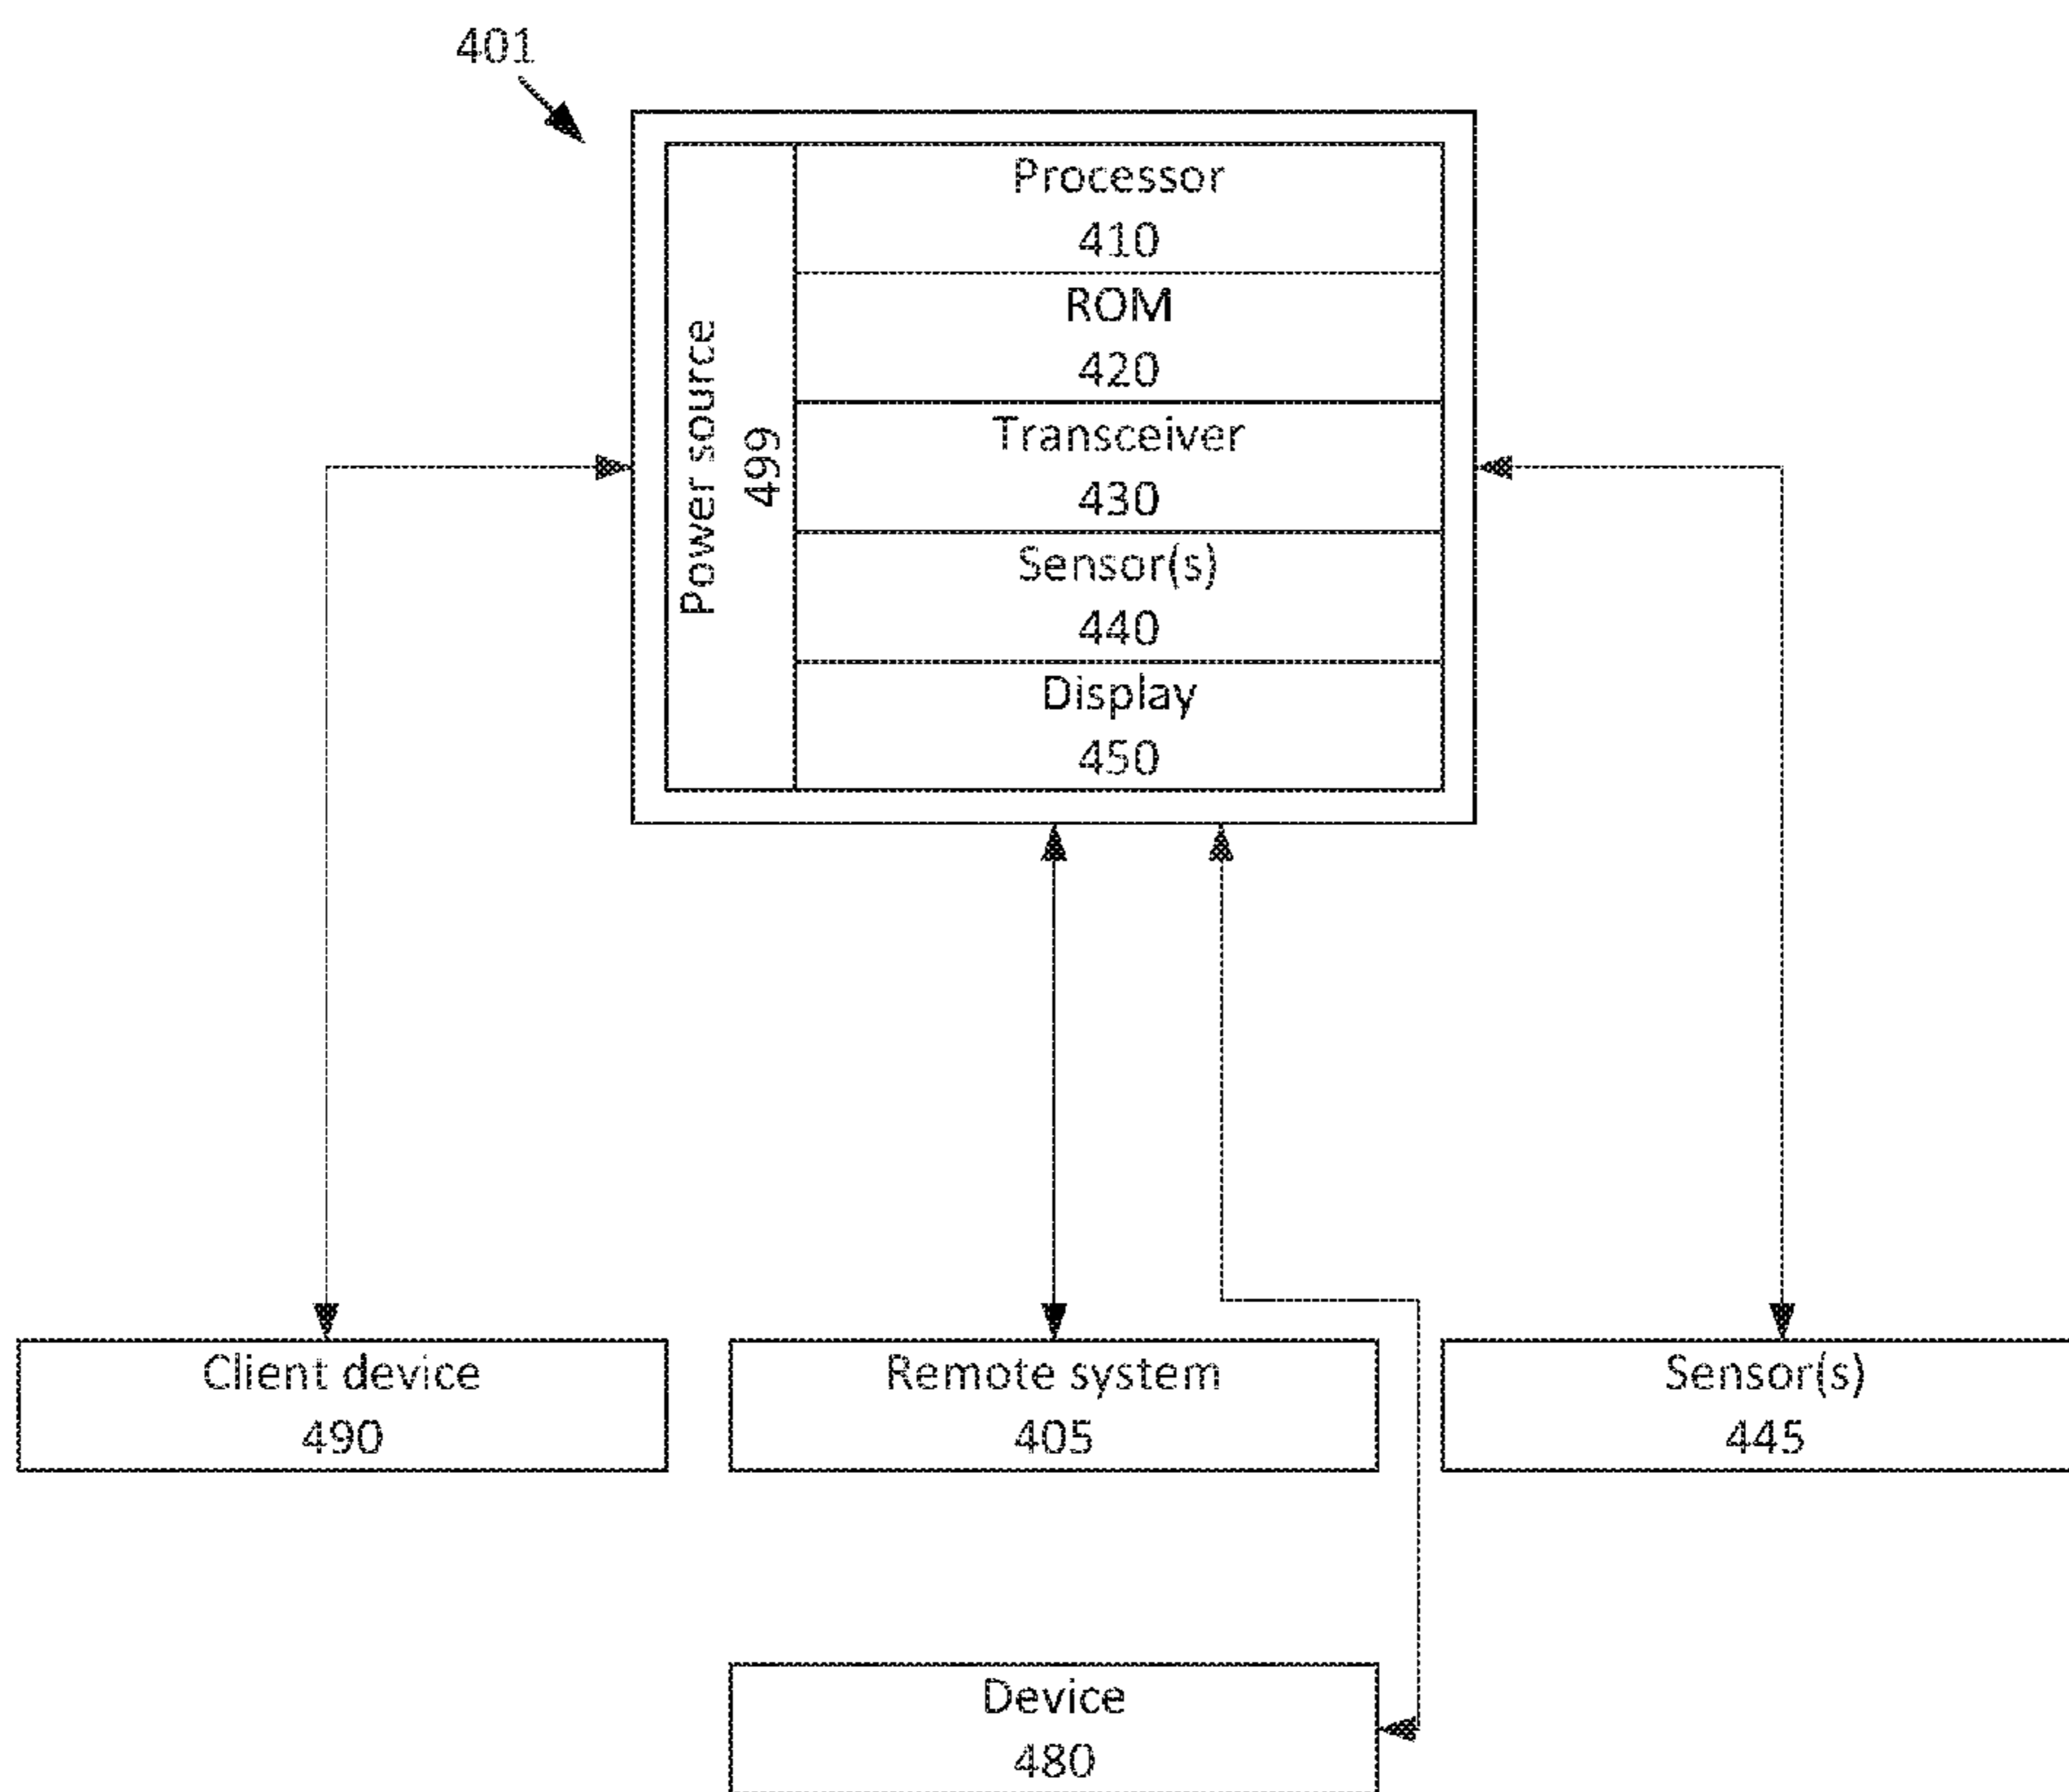 401
Power source
499
Processor
410
ROM
420
Transceiver
430
Sensor(s)
440
Display
450
Client device
490
Remote system
405
Sensor(s)
445
Device
480